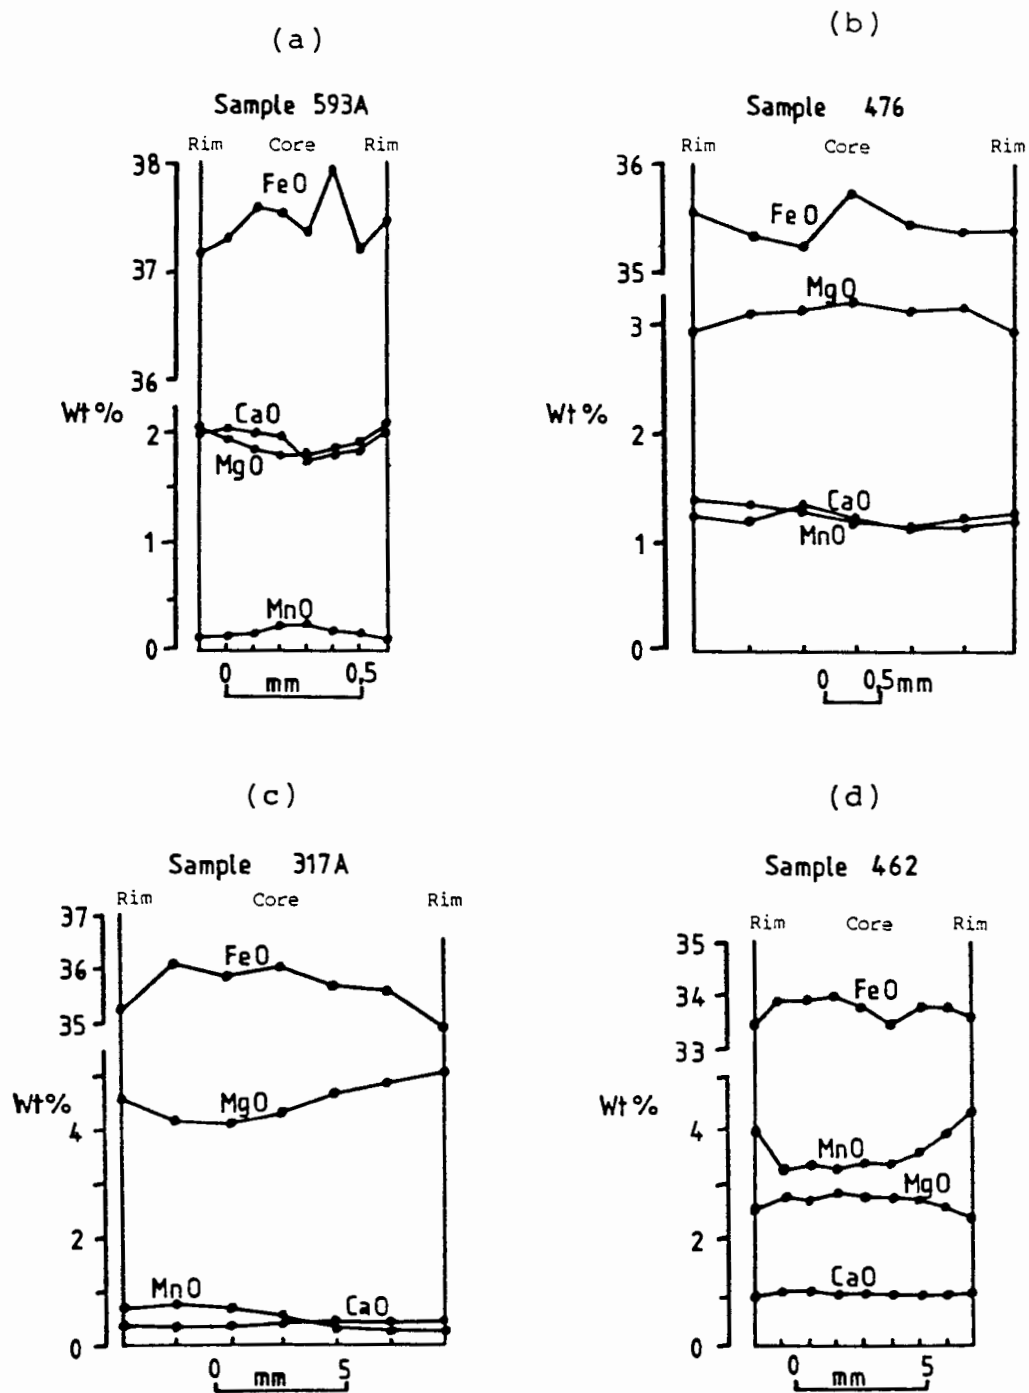 (a)
Sample 593A
Rim Core Rim
38
FeO
37
36
Wt%
2
CaO
MgO
1
MnO
0
0 mm 0,5
(b)
Sample 476
Rim Core Rim
36
FeO
35
MgO
3
Wt%
2
CaO
1
MnO
0
0 0,5mm
(c)
Sample 317A
Rim Core Rim
37
FeO
36
35
Wt%
MgO
4
2
MnO
CaO
0
0 mm 5
(d)
Sample 462
Rim Core Rim
35
FeO
34
33
Wt%
4
MnO
MgO
2
CaO
0
0 mm 5